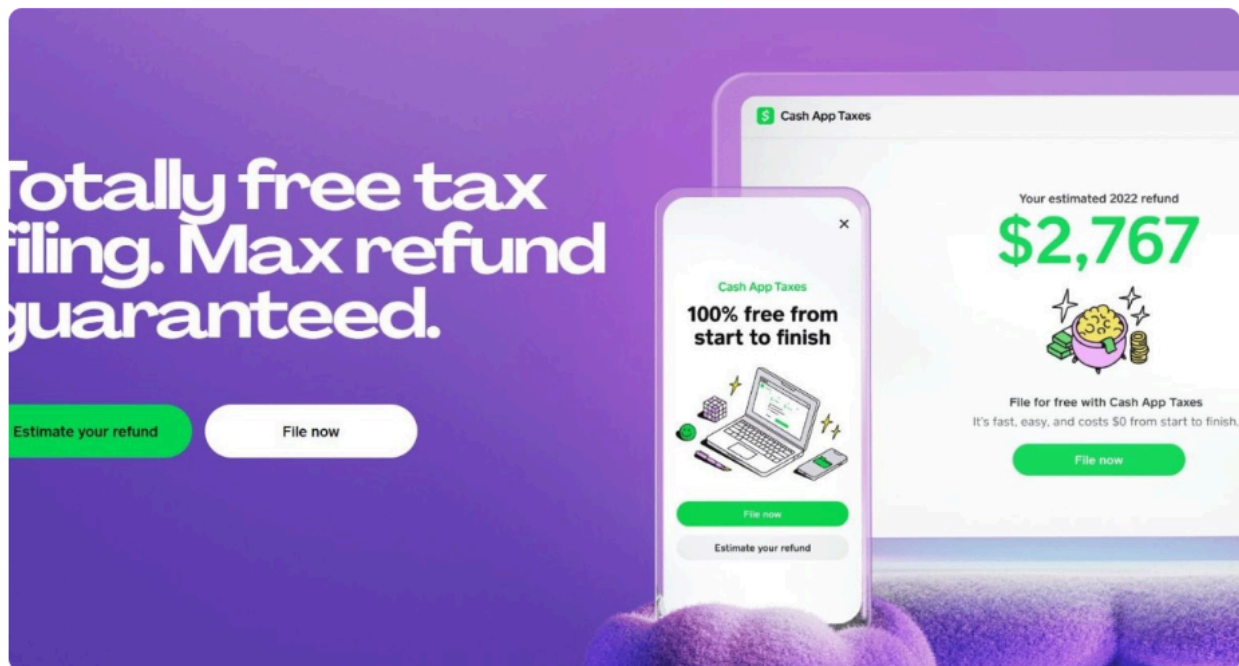 Totally free tax
filing. Max refund
guaranteed.
Estimate your refund
File now
Cash App Taxes
100% free from
start to finish
File now
Estimate your refund
$ Cash App Taxes
Your estimated 2022 refund
$2,767
File for free with Cash App Taxes
It's fast, easy, and costs $0 from start to finish.
File now